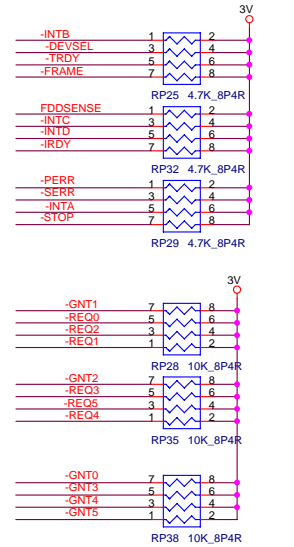 3V
-INTB 1 2
-DEVSEL 3 4
-TRDY 5 6
-FRAME 7 8
RP25 4.7K_8P4R
FDDSENSE 1 2
-INTC 3 4
-INTD 5 6
-IRDY 7 8
RP32 4.7K_8P4R
-PERR 1 2
-SERR 3 4
-INTA 5 6
-STOP 7 8
RP29 4.7K_8P4R
3V
-GNT1 7 8
-REQ0 5 6
-REQ2 3 4
-REQ1 1 2
RP28 10K_8P4R
-GNT2 7 8
-REQ3 5 6
-REQ5 3 4
-REQ4 1 2
RP35 10K_8P4R
-GNT0 7 8
-GNT3 5 6
-GNT4 3 4
-GNT5 1 2
RP38 10K_8P4R